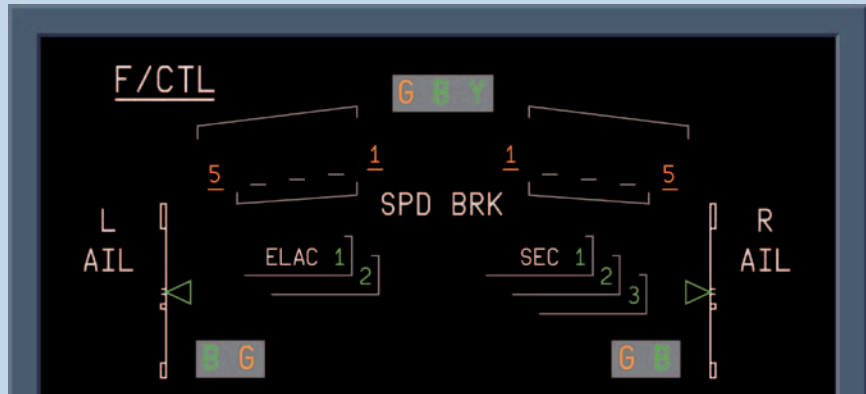 F/CTL
G B Y
5 1 1 5
SPD BRK
L AIL
R AIL
ELAC 1 2
SEC 1 2 3
B G
G B